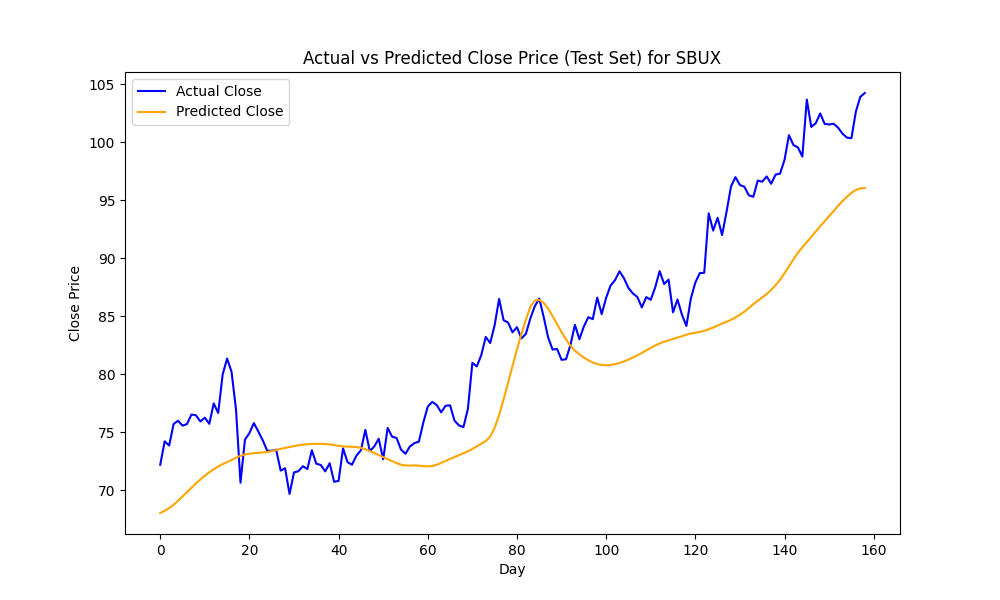 Actual vs Predicted Close Price (Test Set) for SBUX
Actual Close
Predicted Close
105
100
95
90
85
80
75
70
Close Price
0 20 40 60 80 100 120 140 160
Day